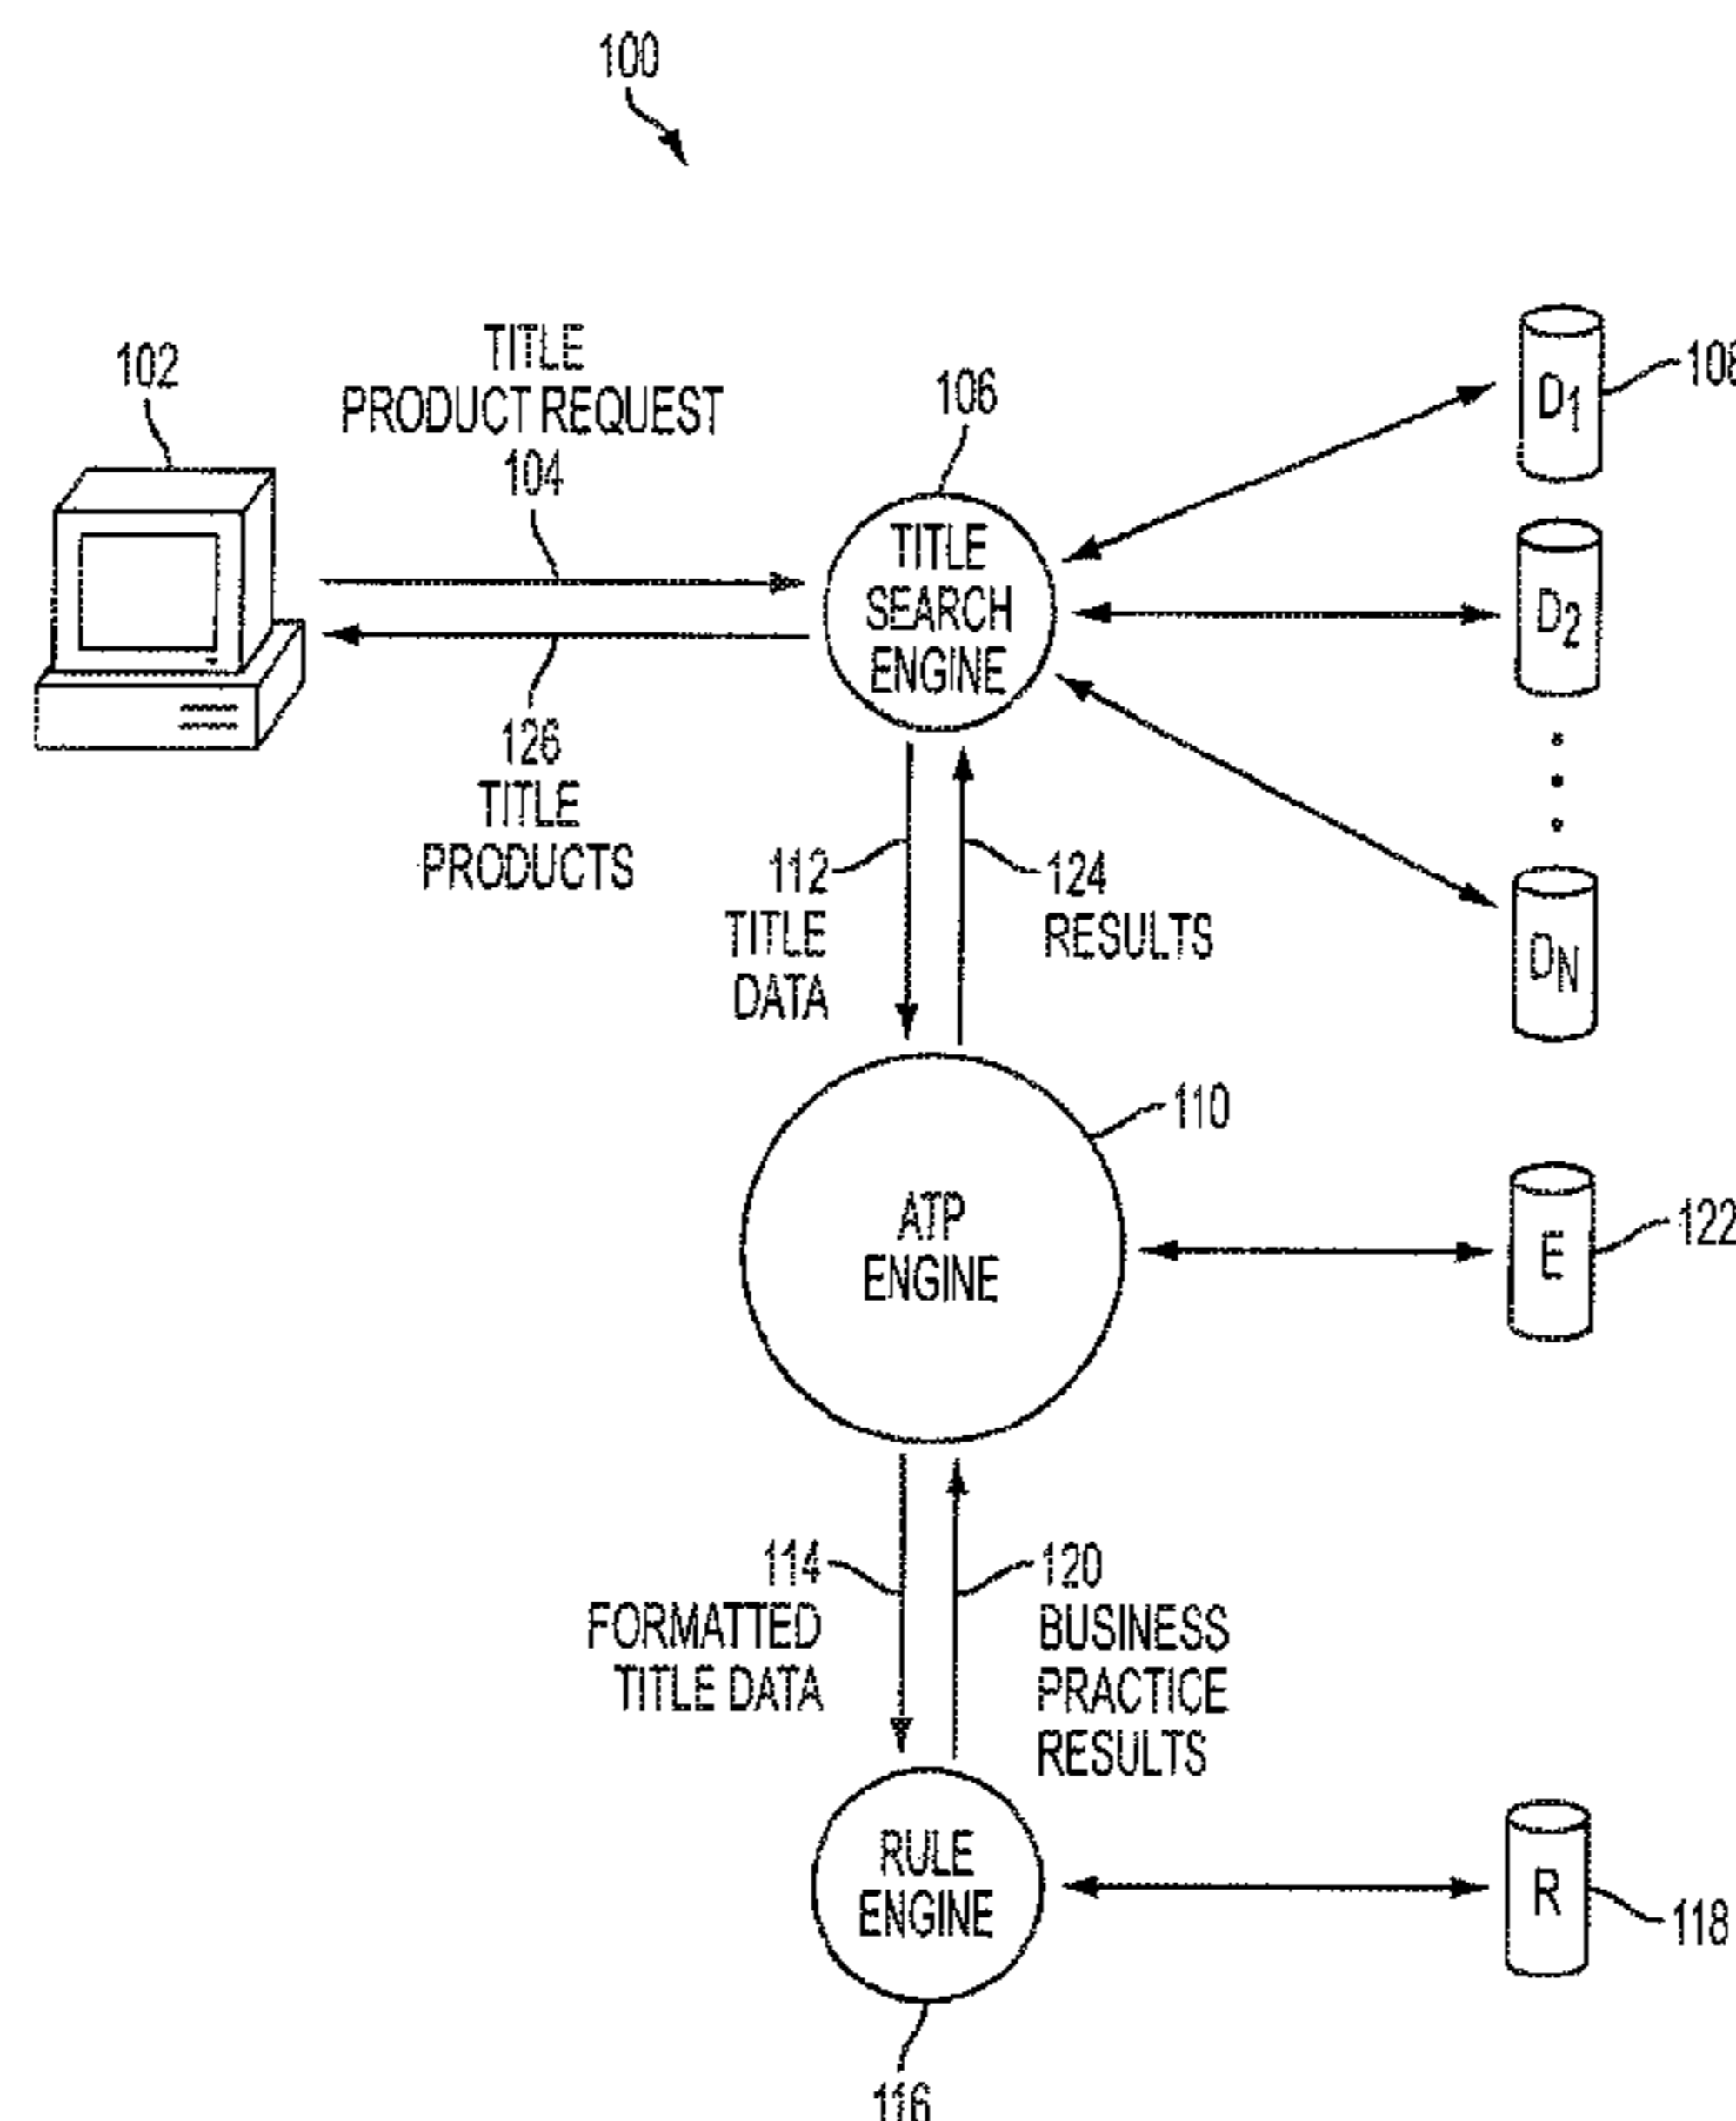 100
102
TITLE
PRODUCT REQUEST
104
106
D1
108
TITLE
SEARCH
ENGINE
D2
126
TITLE
PRODUCTS
112
TITLE
DATA
124
RESULTS
DN
110
ATP
ENGINE
E
122
114
FORMATTED
TITLE DATA
120
BUSINESS
PRACTICE
RESULTS
RULE
ENGINE
R
118
116